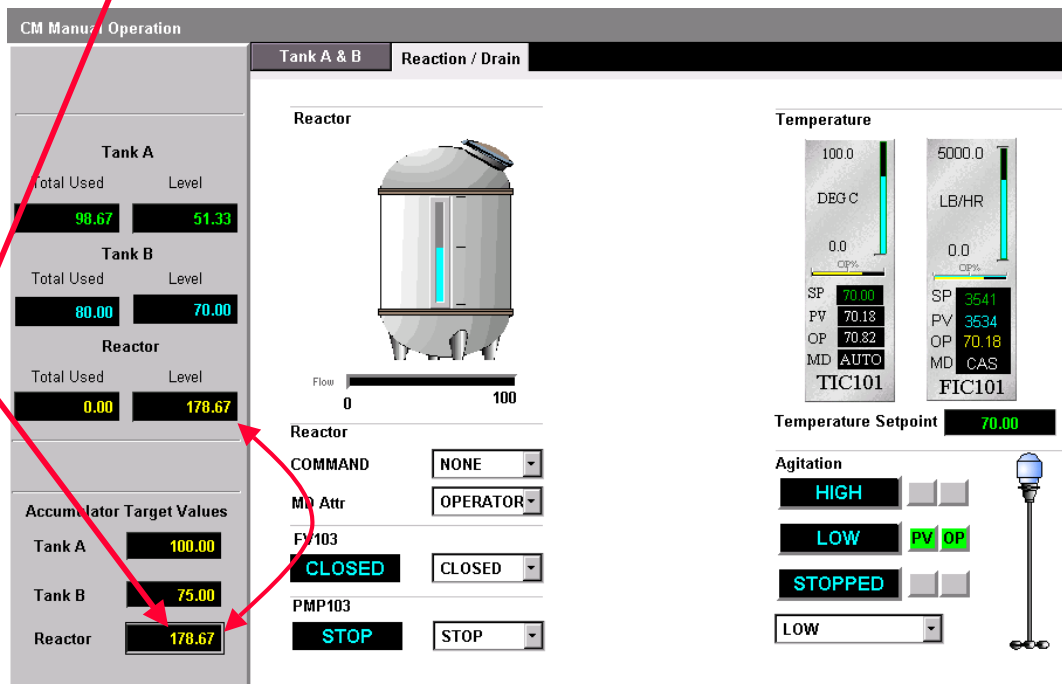 CM Manual Operation
Tank A & B
Reaction / Drain
Tank A
Total Used Level
98.67 51.33
Tank B
Total Used Level
80.00 70.00
Reactor
Total Used Level
0.00 178.67
Accumulator Target Values
Tank A 100.00
Tank B 75.00
Reactor 178.67
Reactor
Flow
0 100
Reactor
COMMAND NONE
MD Attr OPERATOR
FV103
CLOSED CLOSED
PMP103
STOP STOP
Temperature
100.0
DEG C
0.0
OP%
SP 70.00
PV 70.18
OP 70.82
MD AUTO
TIC101
5000.0
LB/HR
0.0
OP%
SP 3541
PV 3534
OP 70.18
MD CAS
FIC101
Temperature Setpoint 70.00
Agitation
HIGH
LOW PV OP
STOPPED
LOW